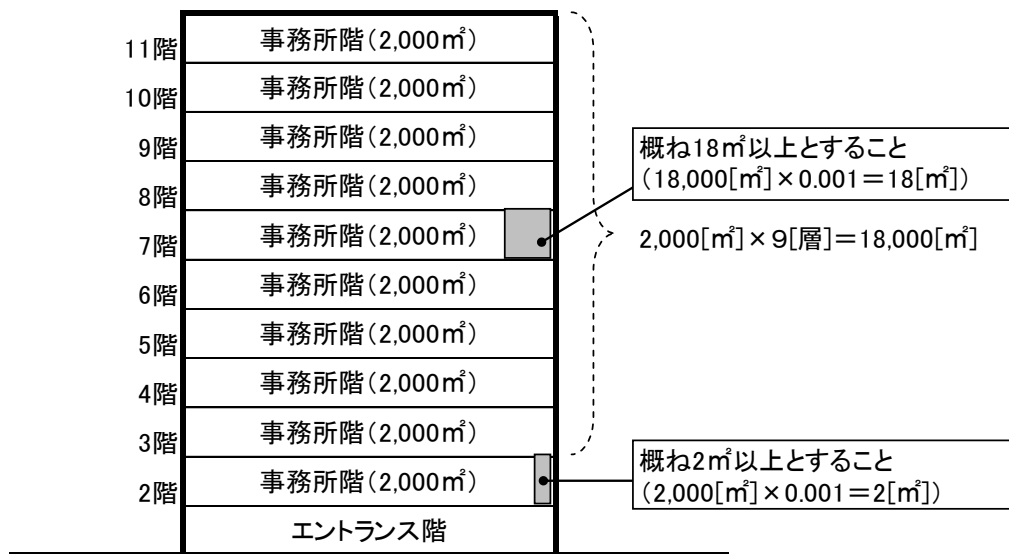 11階 事務所階(2,000㎡)
10階 事務所階(2,000㎡)
9階 事務所階(2,000㎡)
8階 事務所階(2,000㎡)
7階 事務所階(2,000㎡)
6階 事務所階(2,000㎡)
5階 事務所階(2,000㎡)
4階 事務所階(2,000㎡)
3階 事務所階(2,000㎡)
2階 事務所階(2,000㎡)
エントランス階
概ね18㎡以上とすること
(18,000[㎡]×0.001=18[㎡])
2,000[㎡]×9[層]=18,000[㎡]
概ね2㎡以上とすること
(2,000[㎡]×0.001=2[㎡])